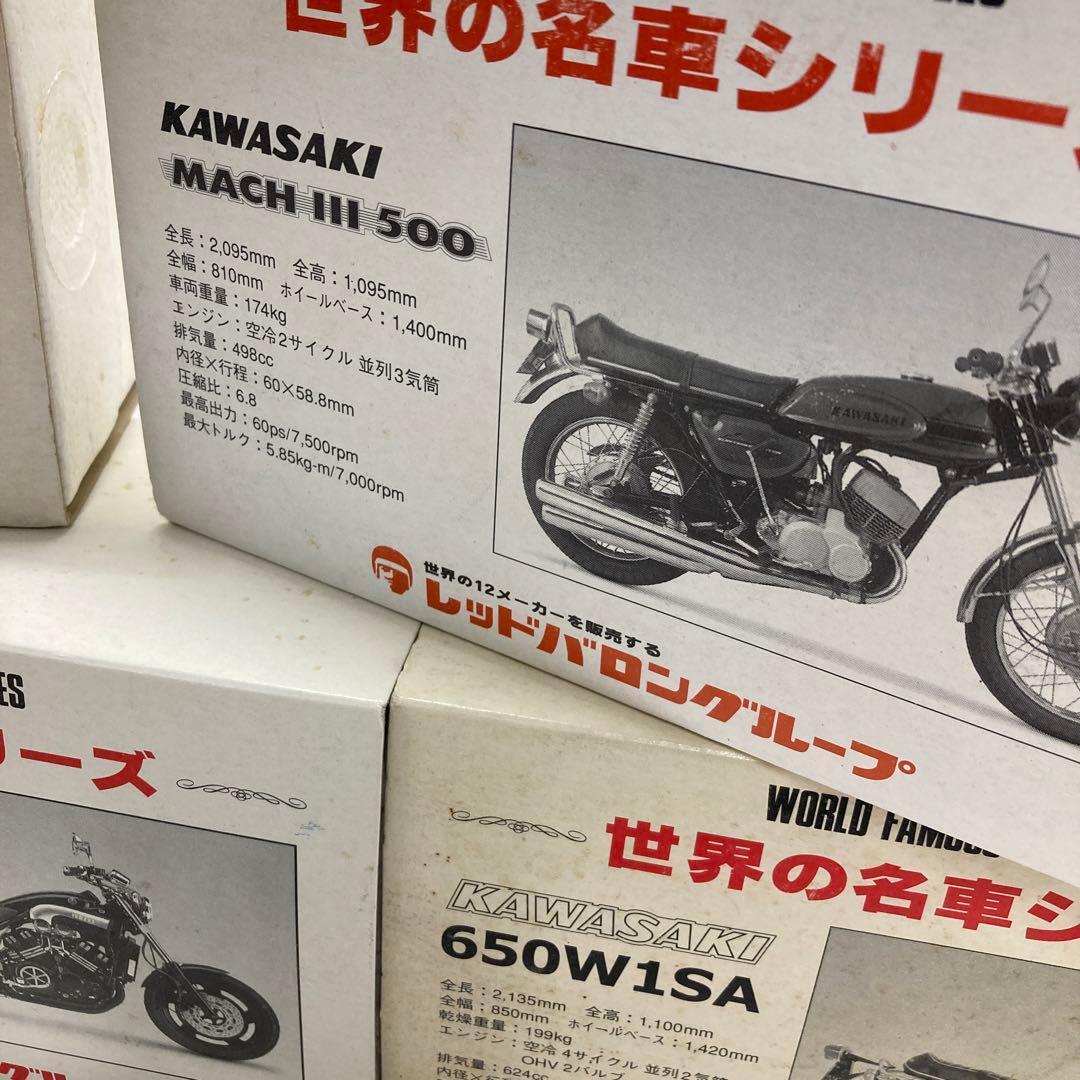 世界の名車シリー
KAWASAKI
MACH III 500
全長：2,095mm　全高：1,095mm
全幅：810mm　ホイールベース：1,400mm
車両重量：174kg
エンジン：空冷2サイクル 並列3気筒
排気量：498cc
内径×行程：60×58.8mm
圧縮比：6.8
最高出力：60ps/7,500rpm
最大トルク：5.85kg-m/7,000rpm
KAWASAKI
世界の12メーカーを販売する
レッドバロングループ
ES
リーズ
WORLD FAMOUS
世界の名車シ
KAWASAKI
650W1SA
全長：2,135mm　全高：1,100mm
全幅：850mm　ホイールベース：1,420mm
乾燥重量：199kg
エンジン：空冷 4サイクル 並列2気筒
OHV 2バルブ
排気量：624cc
内径×行